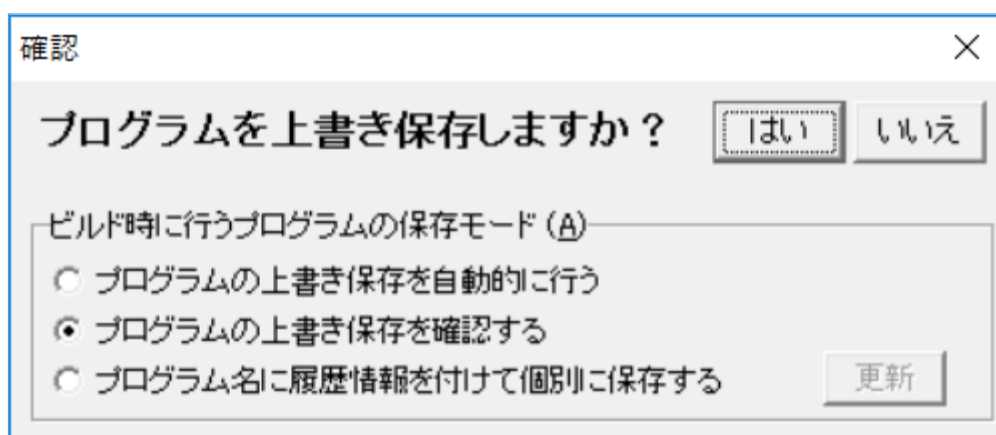 確認
プログラムを上書き保存しますか？ はい いいえ
ビルド時に行うプログラムの保存モード(A)
プログラムの上書き保存を自動的に行う
プログラムの上書き保存を確認する
プログラム名に履歴情報を付けて個別に保存する 更新